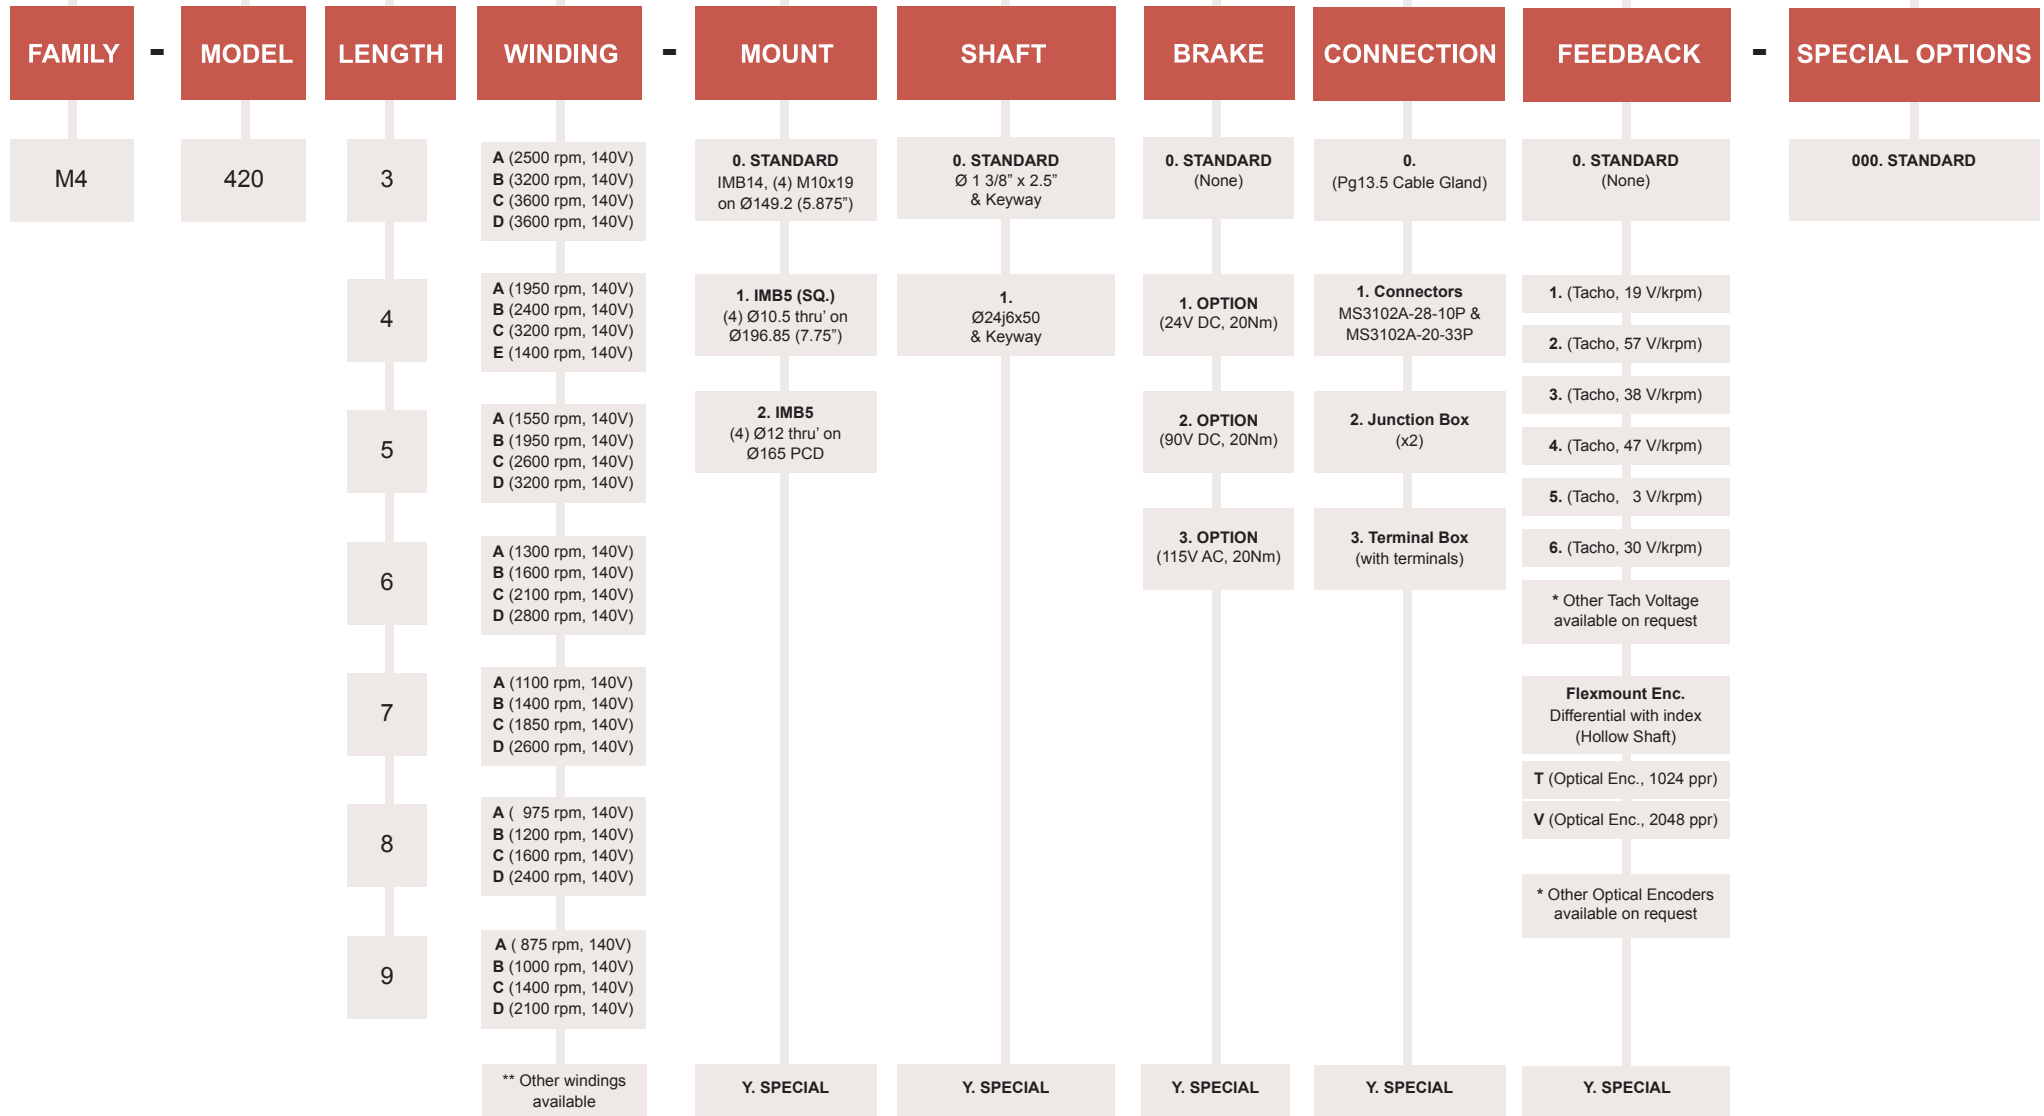 FAMILY - MODEL LENGTH WINDING - MOUNT SHAFT BRAKE CONNECTION FEEDBACK - SPECIAL OPTIONS
M4
420
3
4
5
6
7
8
9
A (2500 rpm, 140V)
B (3200 rpm, 140V)
C (3600 rpm, 140V)
D (3600 rpm, 140V)
A (1950 rpm, 140V)
B (2400 rpm, 140V)
C (3200 rpm, 140V)
E (1400 rpm, 140V)
A (1550 rpm, 140V)
B (1950 rpm, 140V)
C (2600 rpm, 140V)
D (3200 rpm, 140V)
A (1300 rpm, 140V)
B (1600 rpm, 140V)
C (2100 rpm, 140V)
D (2800 rpm, 140V)
A (1100 rpm, 140V)
B (1400 rpm, 140V)
C (1850 rpm, 140V)
D (2600 rpm, 140V)
A ( 975 rpm, 140V)
B (1200 rpm, 140V)
C (1600 rpm, 140V)
D (2400 rpm, 140V)
A ( 875 rpm, 140V)
B (1000 rpm, 140V)
C (1400 rpm, 140V)
D (2100 rpm, 140V)
** Other windings
available
0. STANDARD
IMB14, (4) M10x19
on Ø149.2 (5.875”)
1. IMB5 (SQ.)
(4) Ø10.5 thru’ on
Ø196.85 (7.75”)
2. IMB5
(4) Ø12 thru’ on
Ø165 PCD
Y. SPECIAL
0. STANDARD
Ø 1 3/8” x 2.5”
& Keyway
1.
Ø24j6x50
& Keyway
Y. SPECIAL
0. STANDARD
(None)
1. OPTION
(24V DC, 20Nm)
2. OPTION
(90V DC, 20Nm)
3. OPTION
(115V AC, 20Nm)
Y. SPECIAL
0.
(Pg13.5 Cable Gland)
1. Connectors
MS3102A-28-10P &
MS3102A-20-33P
2. Junction Box
(x2)
3. Terminal Box
(with terminals)
Y. SPECIAL
0. STANDARD
(None)
1. (Tacho, 19 V/krpm)
2. (Tacho, 57 V/krpm)
3. (Tacho, 38 V/krpm)
4. (Tacho, 47 V/krpm)
5. (Tacho, 3 V/krpm)
6. (Tacho, 30 V/krpm)
* Other Tach Voltage
available on request
Flexmount Enc.
Differential with index
(Hollow Shaft)
T (Optical Enc., 1024 ppr)
V (Optical Enc., 2048 ppr)
* Other Optical Encoders
available on request
Y. SPECIAL
000. STANDARD